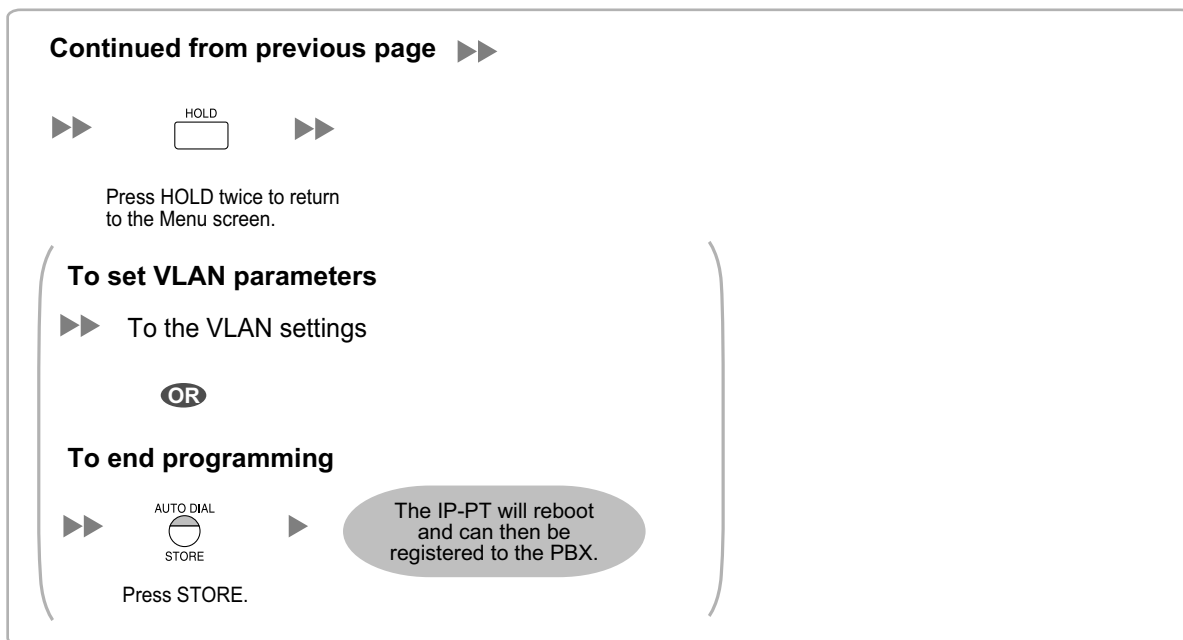 Continued from previous page
HOLD
Press HOLD twice to return
to the Menu screen.
To set VLAN parameters
To the VLAN settings
OR
To end programming
AUTO DIAL
STORE
Press STORE.
The IP-PT will reboot
and can then be
registered to the PBX.